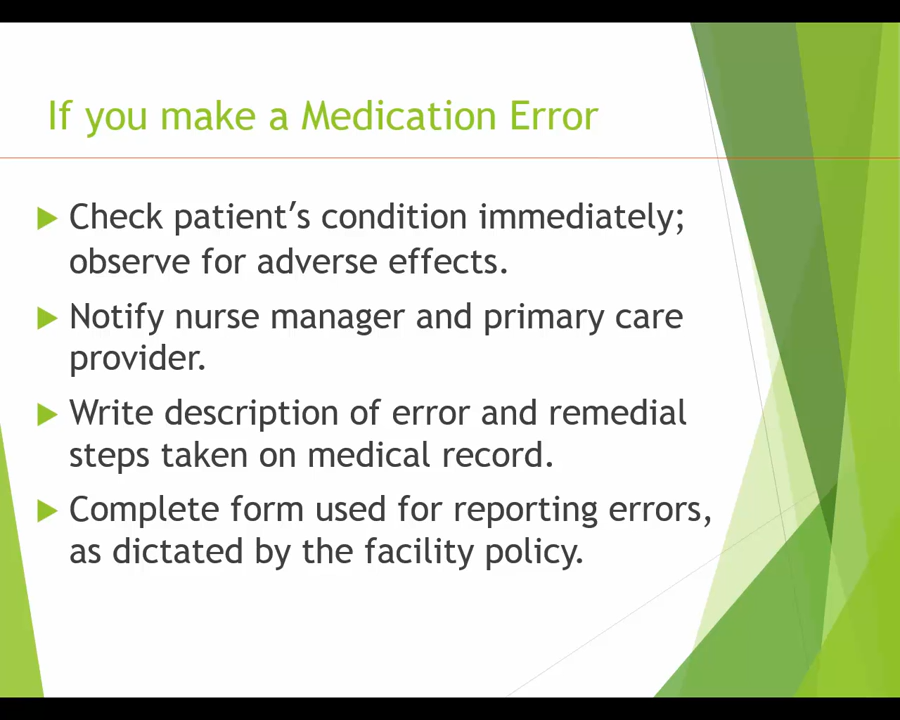 If you make a Medication Error
Check patient’s condition immediately;
observe for adverse effects.
Notify nurse manager and primary care
provider.
Write description of error and remedial
steps taken on medical record.
Complete form used for reporting errors,
as dictated by the facility policy.